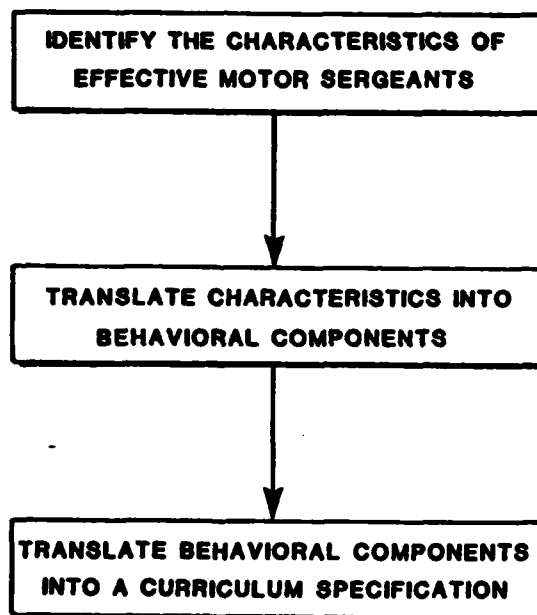 IDENTIFY THE CHARACTERISTICS OF
EFFECTIVE MOTOR SERGEANTS
TRANSLATE CHARACTERISTICS INTO
BEHAVIORAL COMPONENTS
TRANSLATE BEHAVIORAL COMPONENTS
INTO A CURRICULUM SPECIFICATION